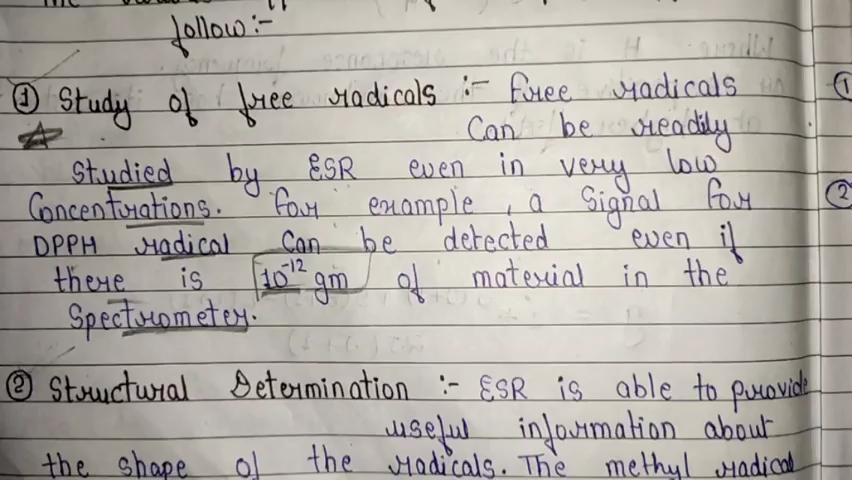 follow:-
① Study of free radicals :- Free radicals
Can be readily
Studied by ESR even in very low
Concentrations. For example, a Signal for
DPPH radical Can be detected even if
there is 10⁻¹² gm of material in the
Spectrometer.
② Structural Determination :- ESR is able to provide
useful information about
the shape of the radicals. The methyl radical
①
②